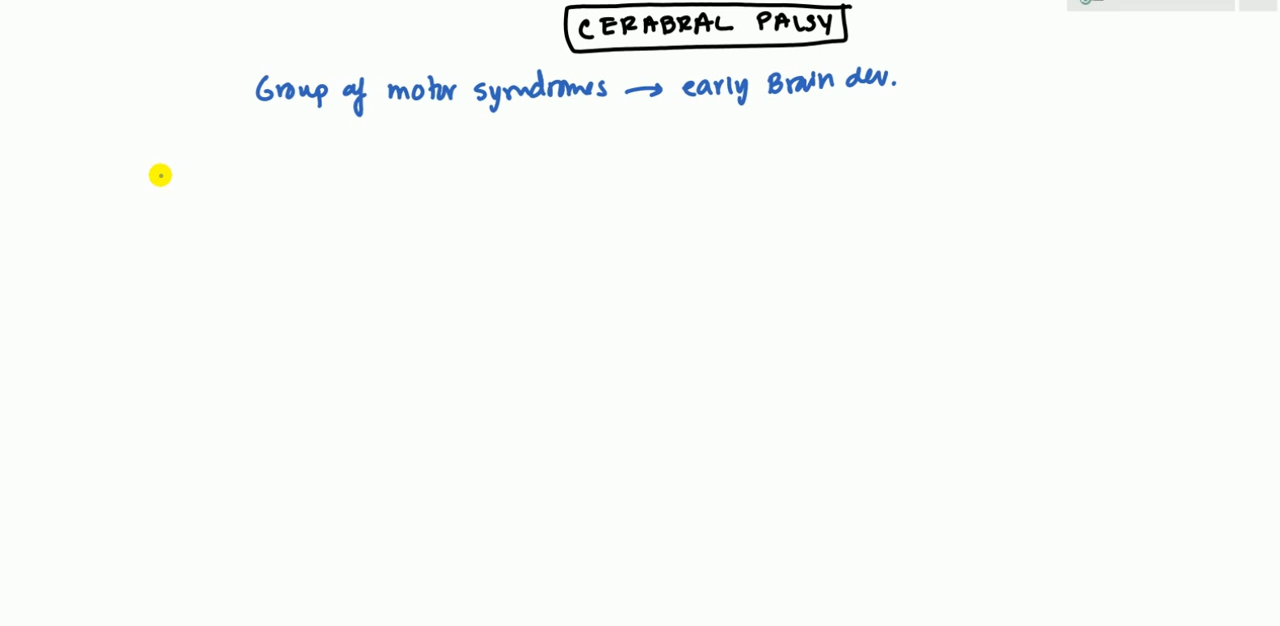 CERABRAL PALSY
Group of motor syndromes → early Brain dev.